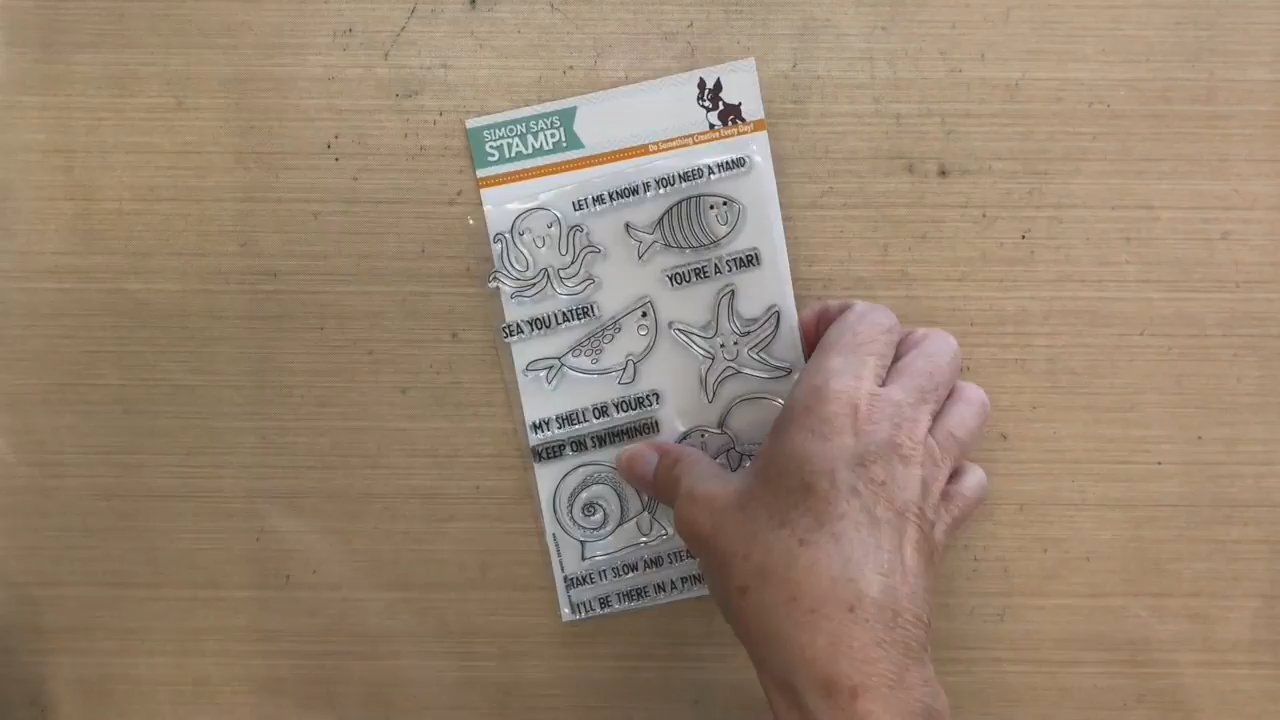 SIMON SAYS
STAMP!
Do Something Creative Every Day!
LET ME KNOW IF YOU NEED A HAND
YOU'RE A STAR!
SEA YOU LATER!
MY SHELL OR YOURS?
KEEP ON SWIMMING!!
TAKE IT SLOW AND
I'LL BE THERE IN A